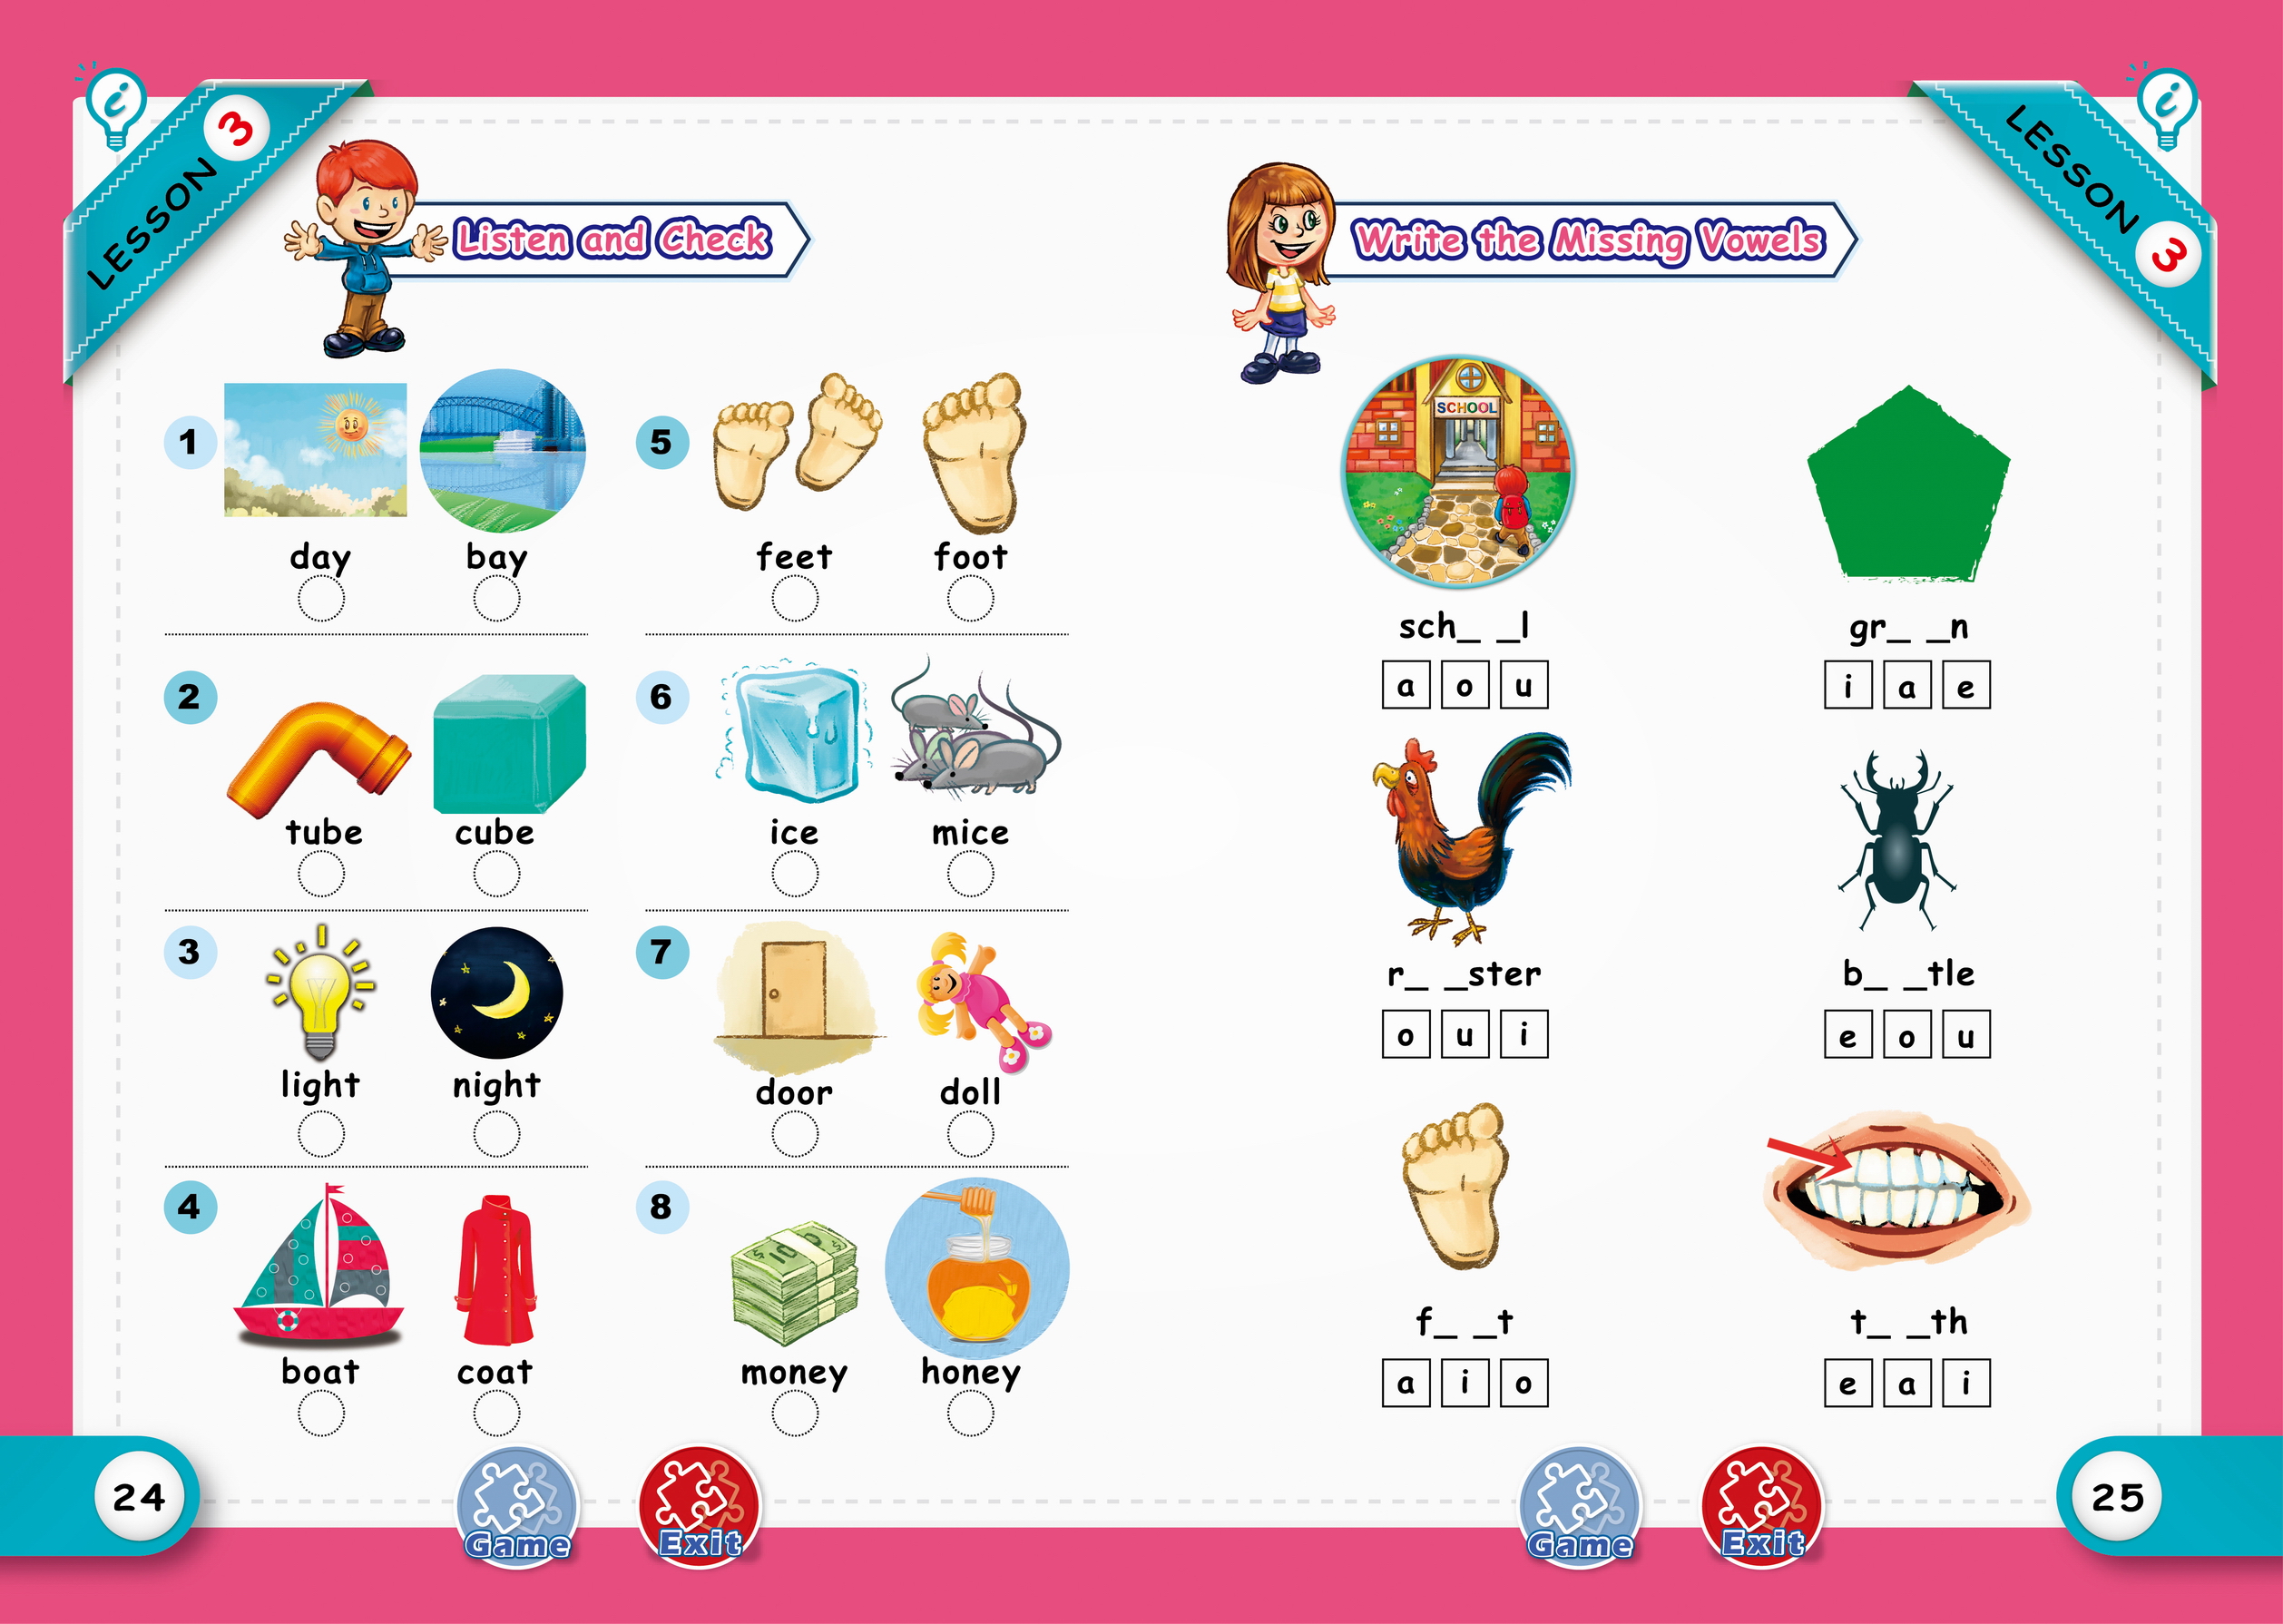 LESSON 3
Listen and Check
1
day bay
2
tube cube
3
light night
4
boat coat
5
feet foot
6
ice mice
7
door doll
8
10
money honey
24
Game Exit
LESSON 3
Write the Missing Vowels
SCHOOL
sch_ _l
a o u
gr_ _n
i a e
r_ _ster
o u i
b_ _tle
e o u
f_ _t
a i o
t_ _th
e a i
Game Exit
25